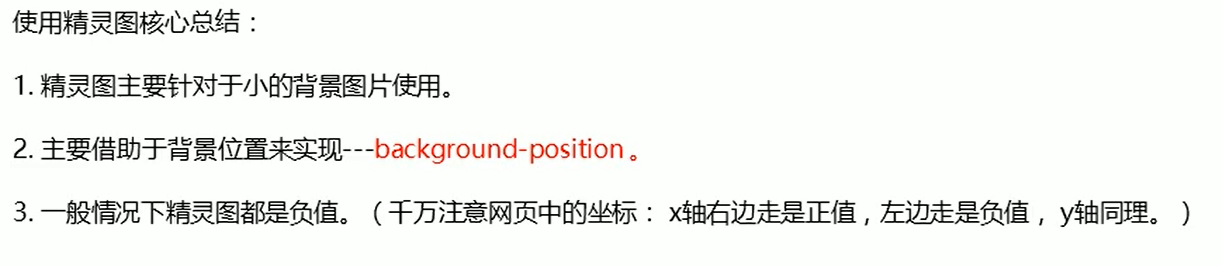 使用精灵图核心总结：
1. 精灵图主要针对于小的背景图片使用。
2. 主要借助于背景位置来实现---background-position 。
3. 一般情况下精灵图都是负值。（千万注意网页中的坐标： x轴右边走是正值，左边走是负值， y轴同理。）